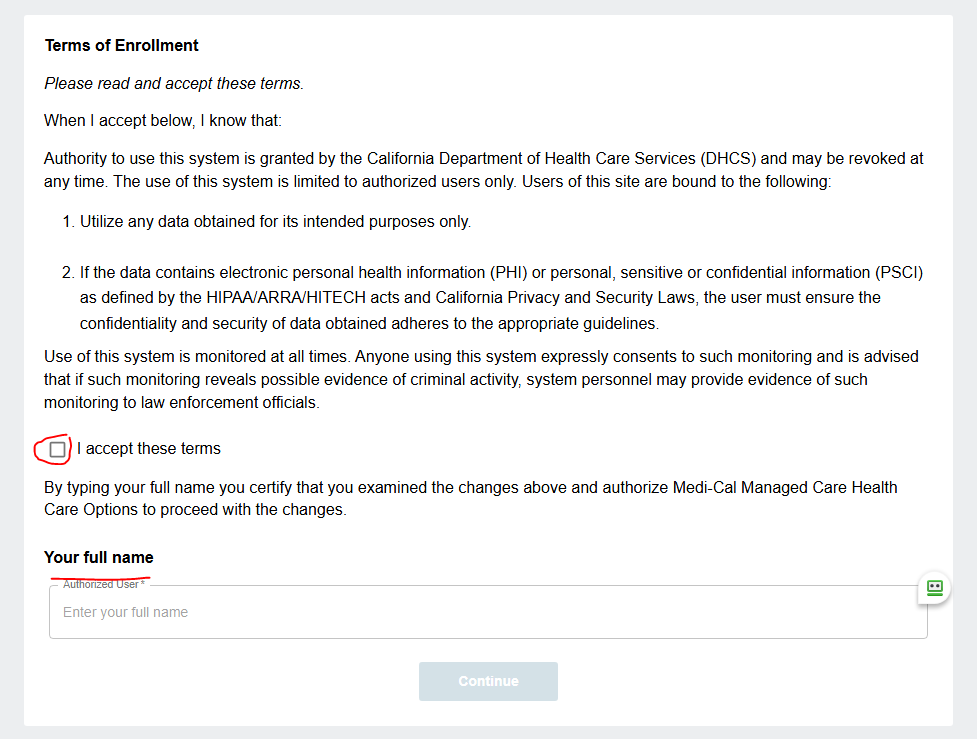 Terms of Enrollment
Please read and accept these terms.
When I accept below, I know that:
Authority to use this system is granted by the California Department of Health Care Services (DHCS) and may be revoked at
any time. The use of this system is limited to authorized users only. Users of this site are bound to the following:
1. Utilize any data obtained for its intended purposes only.
2. If the data contains electronic personal health information (PHI) or personal, sensitive or confidential information (PSCI)
as defined by the HIPAA/ARRA/HITECH acts and California Privacy and Security Laws, the user must ensure the
confidentiality and security of data obtained adheres to the appropriate guidelines.
Use of this system is monitored at all times. Anyone using this system expressly consents to such monitoring and is advised
that if such monitoring reveals possible evidence of criminal activity, system personnel may provide evidence of such
monitoring to law enforcement officials.
I accept these terms
By typing your full name you certify that you examined the changes above and authorize Medi-Cal Managed Care Health
Care Options to proceed with the changes.
Your full name
Authorized User *
Enter your full name
Continue